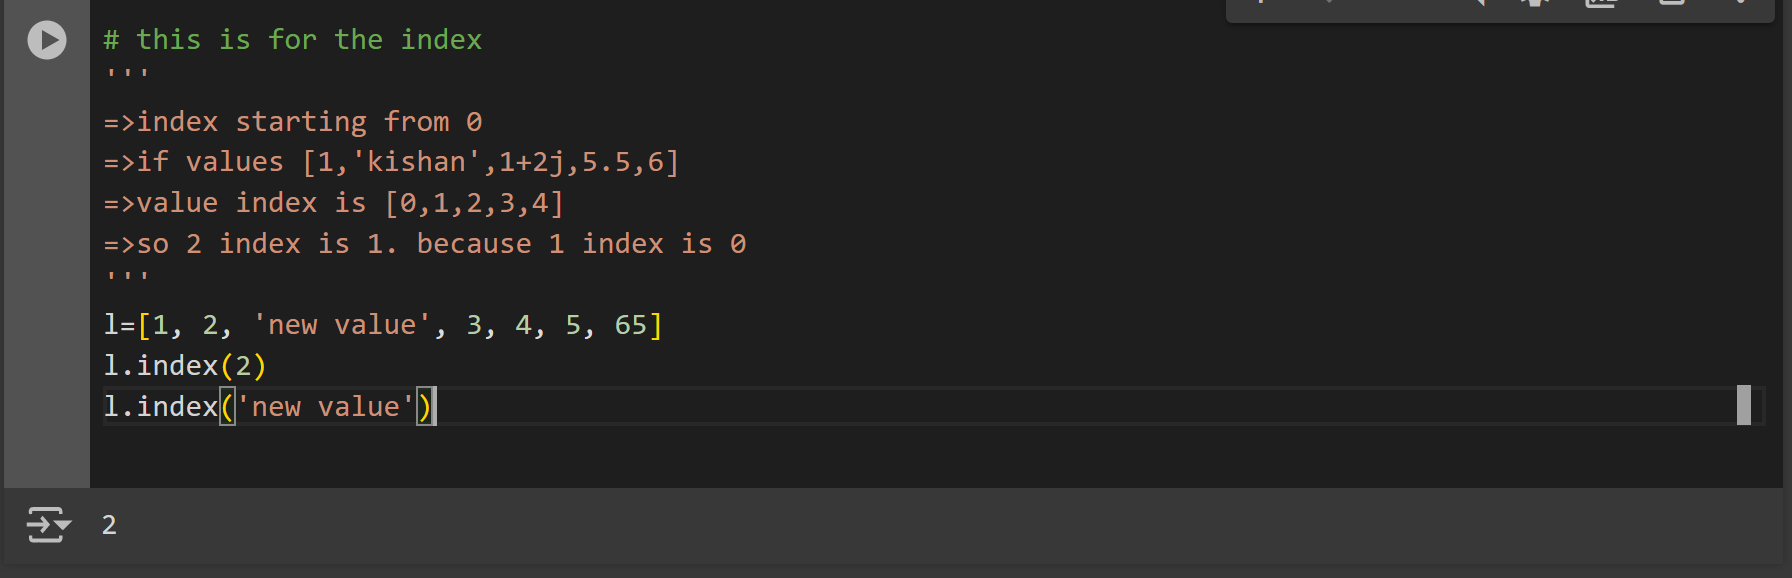 # this is for the index
'''
=>index starting from 0
=>if values [1,'kishan',1+2j,5.5,6]
=>value index is [0,1,2,3,4]
=>so 2 index is 1. because 1 index is 0
'''
l=[1, 2, 'new value', 3, 4, 5, 65]
l.index(2)
l.index('new value')
2